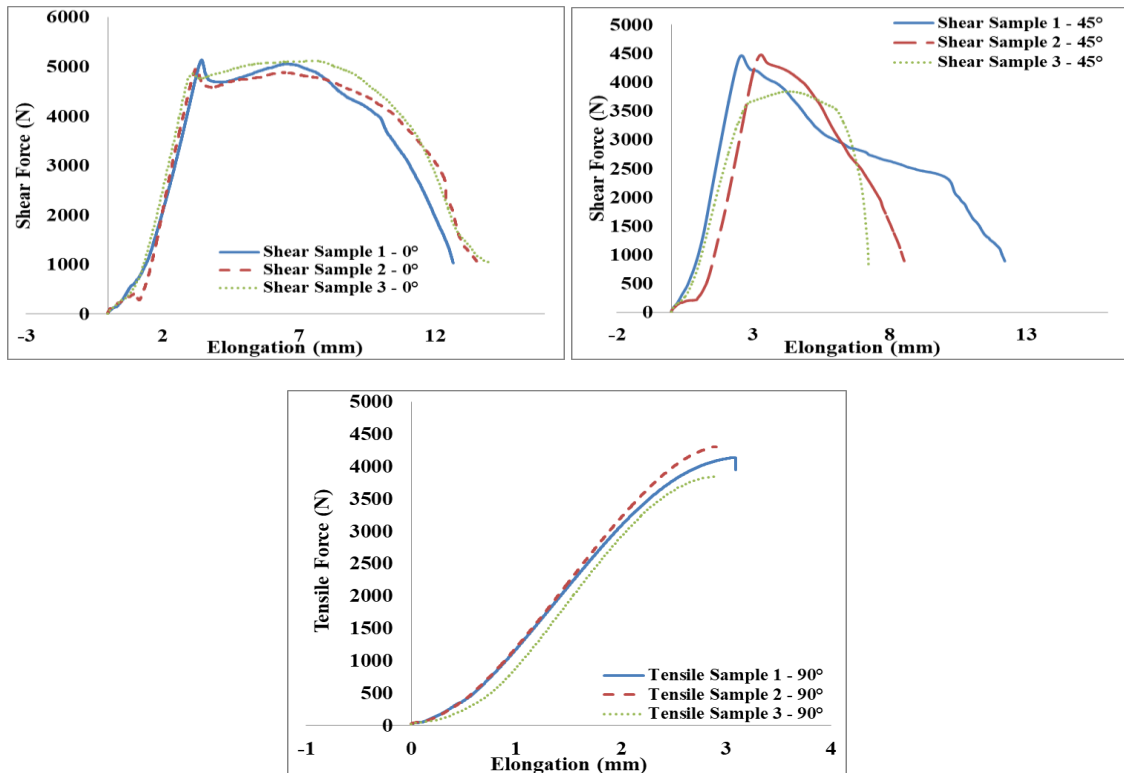 6000
5000
4000
3000
2000
1000
0
Shear Force (N)
Shear Sample 1 - 0°
Shear Sample 2 - 0°
Shear Sample 3 - 0°
-3 2 7 12
Elongation (mm)
5000
4500
4000
3500
3000
2500
2000
1500
1000
500
0
Shear Force (N)
Shear Sample 1 - 45°
Shear Sample 2 - 45°
Shear Sample 3 - 45°
-2 3 8 13
Elongation (mm)
5000
4500
4000
3500
3000
2500
2000
1500
1000
500
0
Tensile Force (N)
Tensile Sample 1 - 90°
Tensile Sample 2 - 90°
Tensile Sample 3 - 90°
-1 0 1 2 3 4
Elongation (mm)